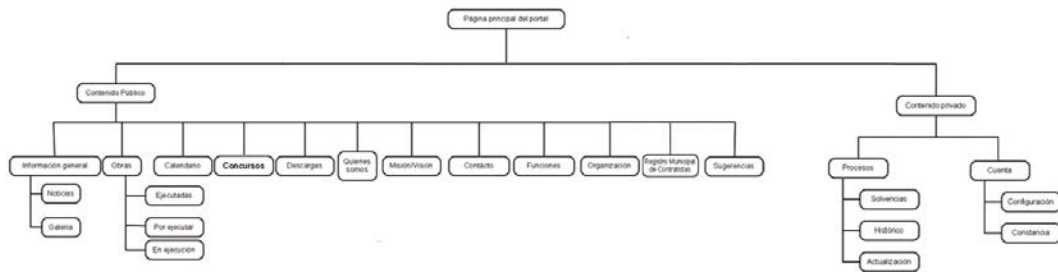 Página principal del portal
Contenido Público
Contenido privado
Información general
Obras
Calendario
Concursos
Descargas
Quienes
somos
Misión/Visión
Contácto
Funciones
Organización
Registro Municipal
de Contratistas
Sugerencias
Procesos
Cuenta
Noticias
Galeria
Ejecutadas
Por ejecutar
En ejecución
Solvencias
Histórico
Actualización
Configuración
Constancia